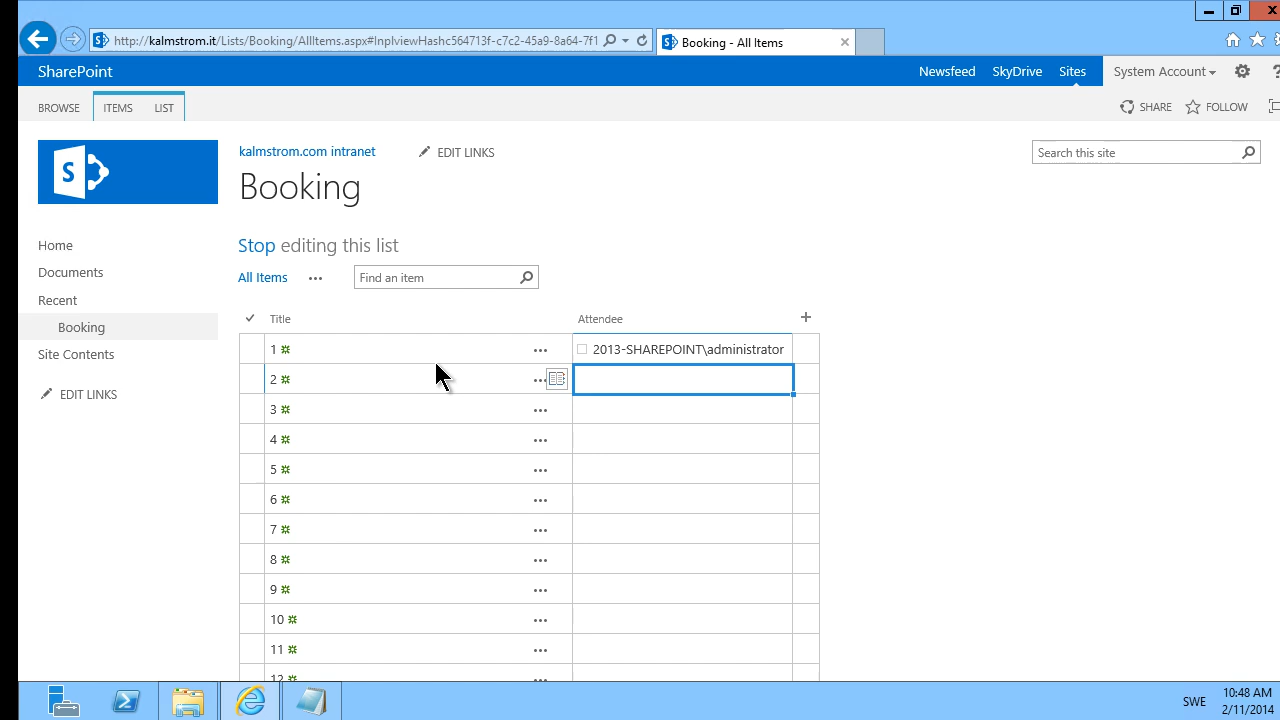 http://kalmstrom.it/Lists/Booking/AllItems.aspx#InplviewHashc564713f-c7c2-45a9-8a64-7f1
Booking - All Items
SharePoint
Newsfeed SkyDrive Sites System Account ?
BROWSE ITEMS LIST
SHARE FOLLOW
S
kalmstrom.com intranet
EDIT LINKS
Search this site
Booking
Home
Documents
Recent
Booking
Site Contents
EDIT LINKS
Stop editing this list
All Items ... Find an item
Title Attendee +
1 ... 2013-SHAREPOINT\administrator
2 ...
3 ...
4 ...
5 ...
6 ...
7 ...
8 ...
9 ...
10 ...
11 ...
12 ...
SWE
10:48 AM
2/11/2014